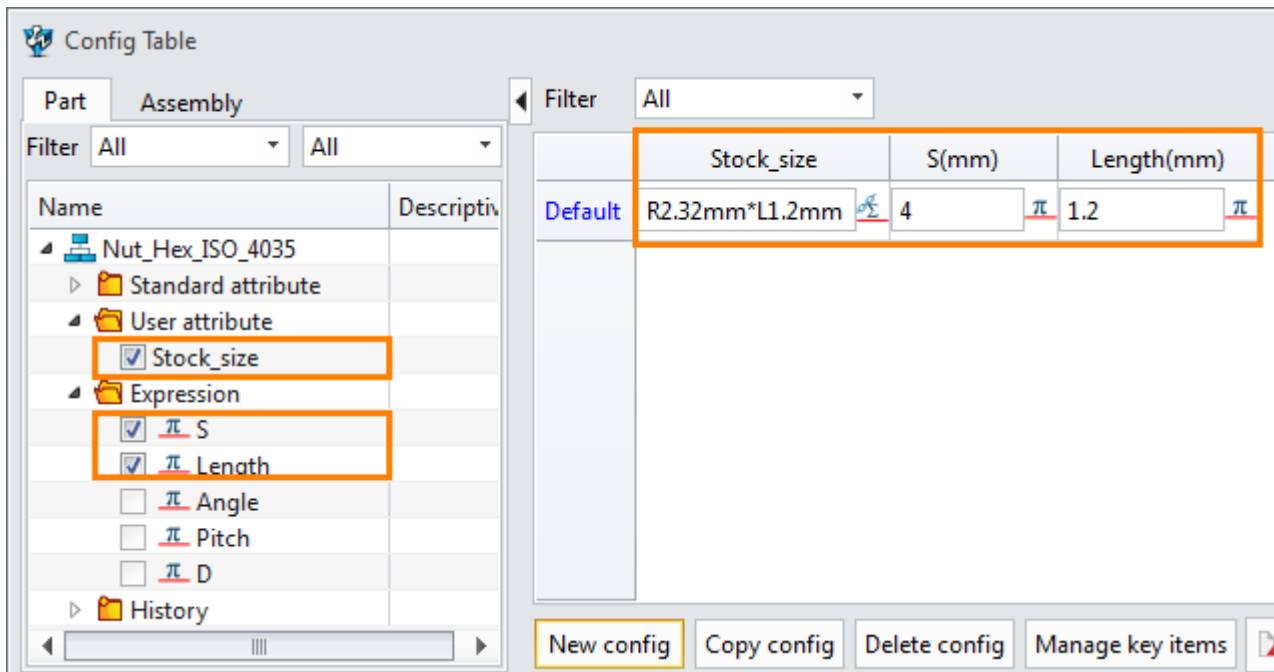 Config Table
Part Assembly
Filter All All
Name Descriptiv
Nut_Hex_ISO_4035
Standard attribute
User attribute
Stock_size
Expression
π S
π Length
π Angle
π Pitch
π D
History
Filter All
Stock_size S(mm) Length(mm)
Default R2.32mm*L1.2mm Σ 4 π 1.2 π
New config Copy config Delete config Manage key items